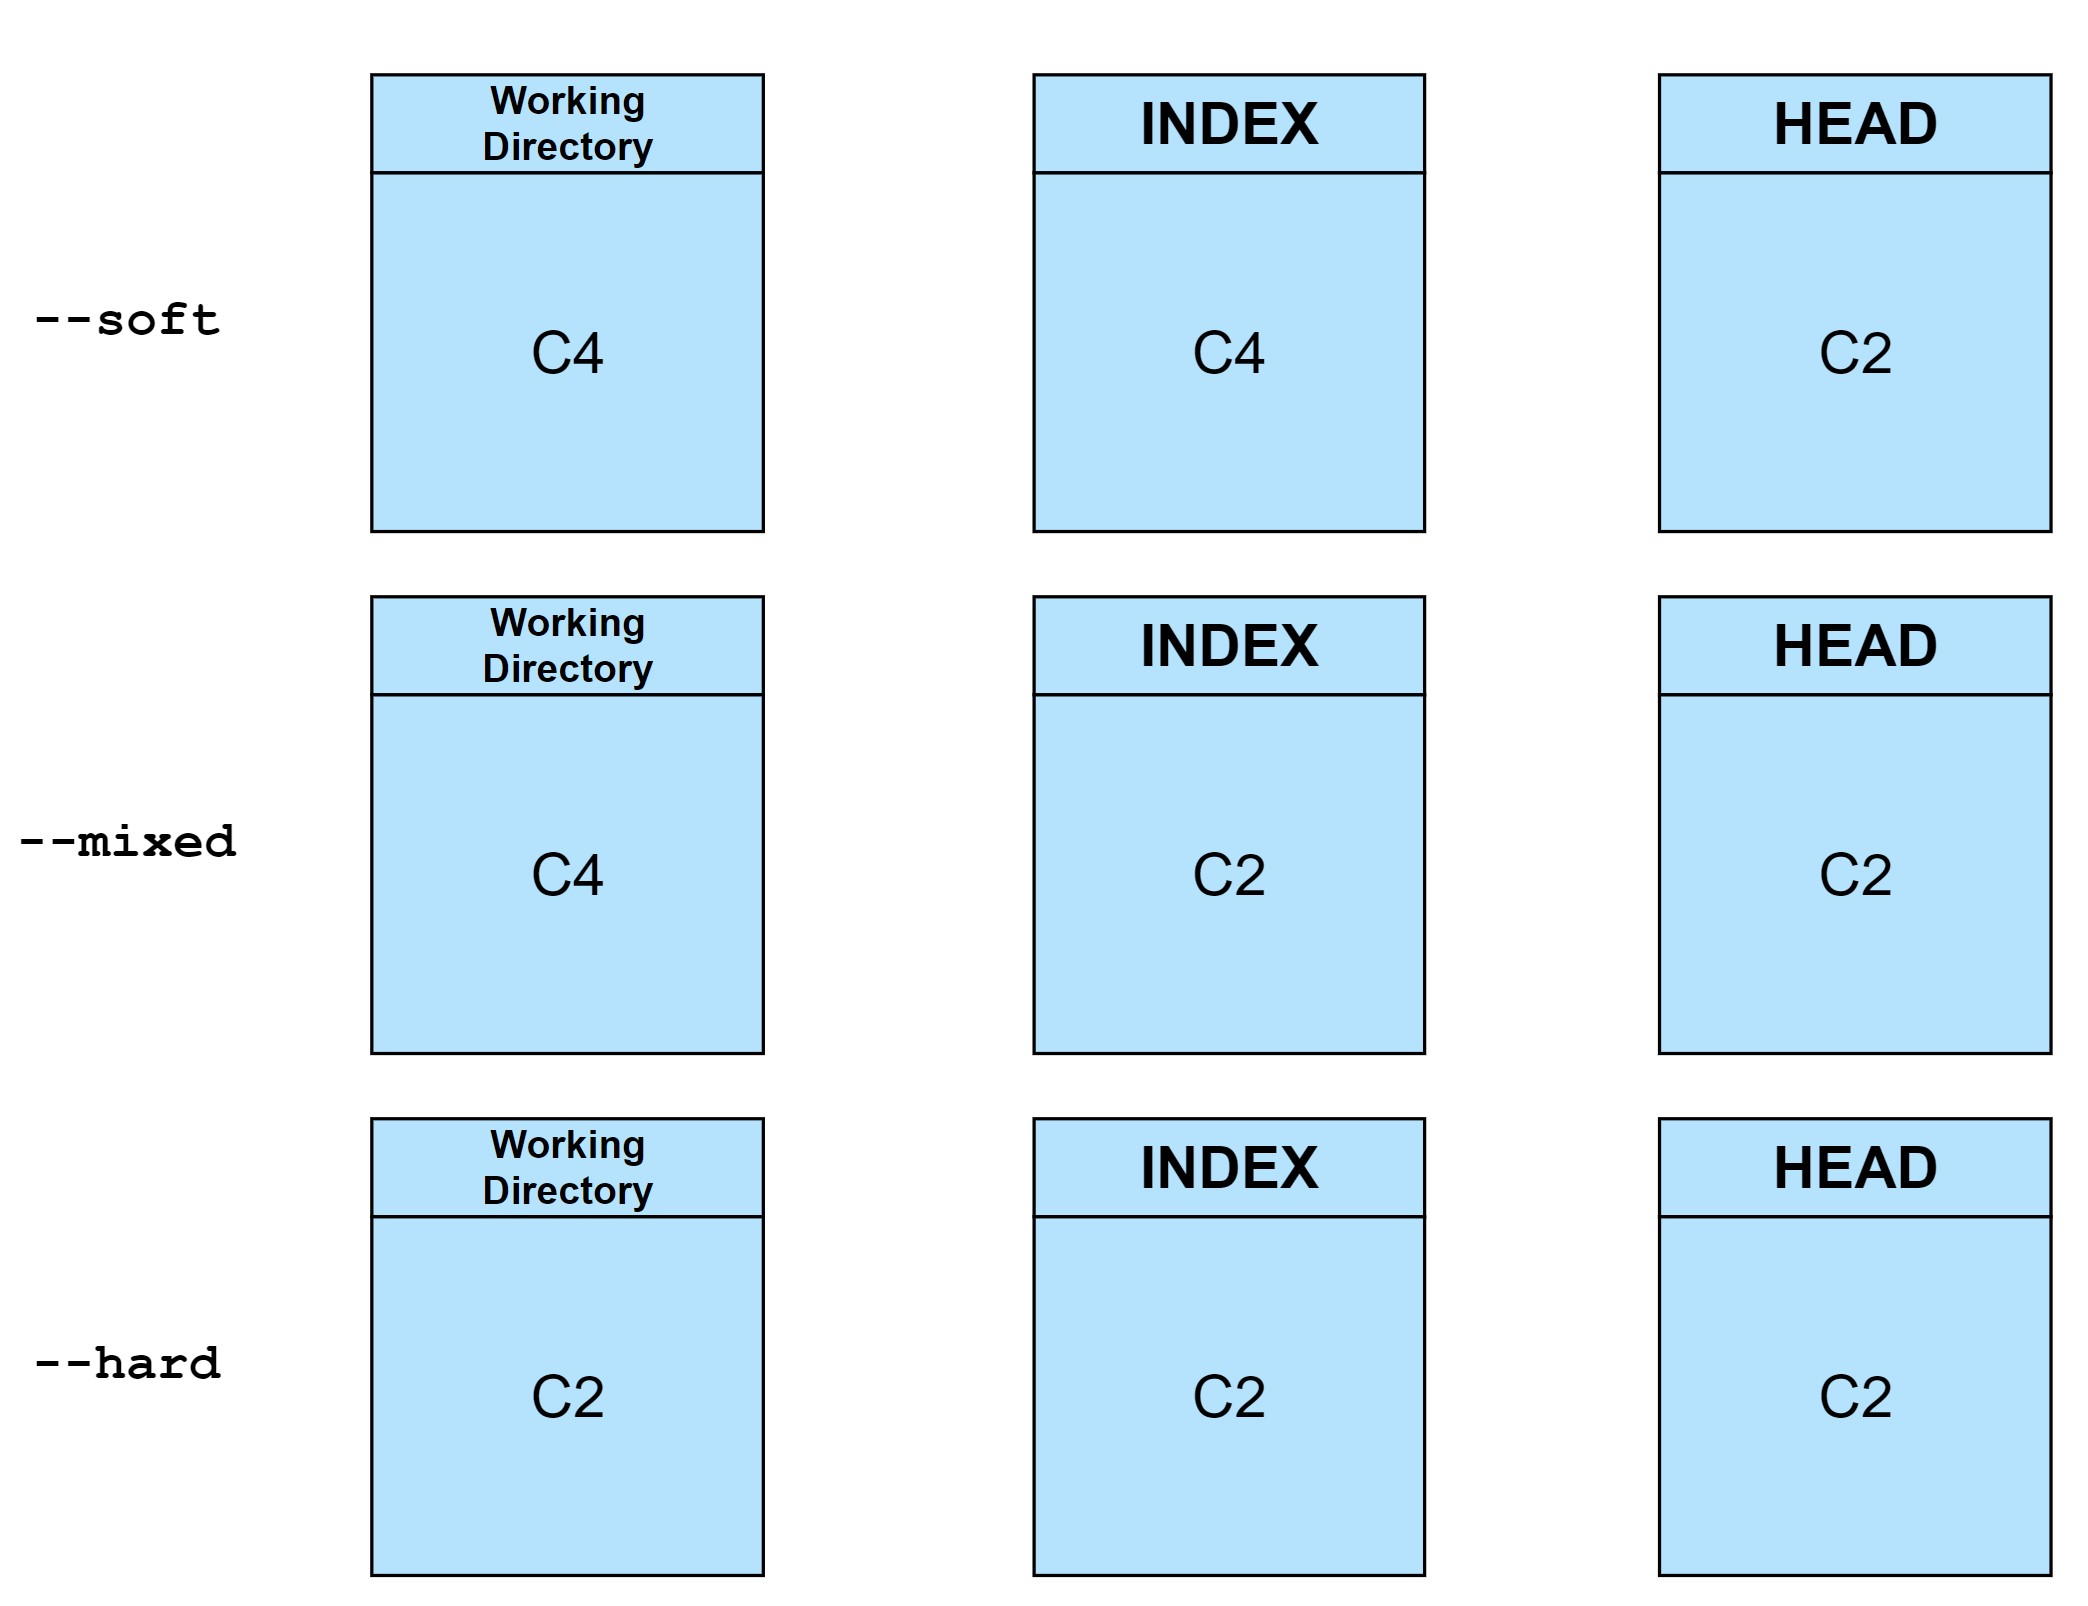 Working
Directory
INDEX
HEAD
--soft
C4
C4
C2
Working
Directory
INDEX
HEAD
--mixed
C4
C2
C2
Working
Directory
INDEX
HEAD
--hard
C2
C2
C2